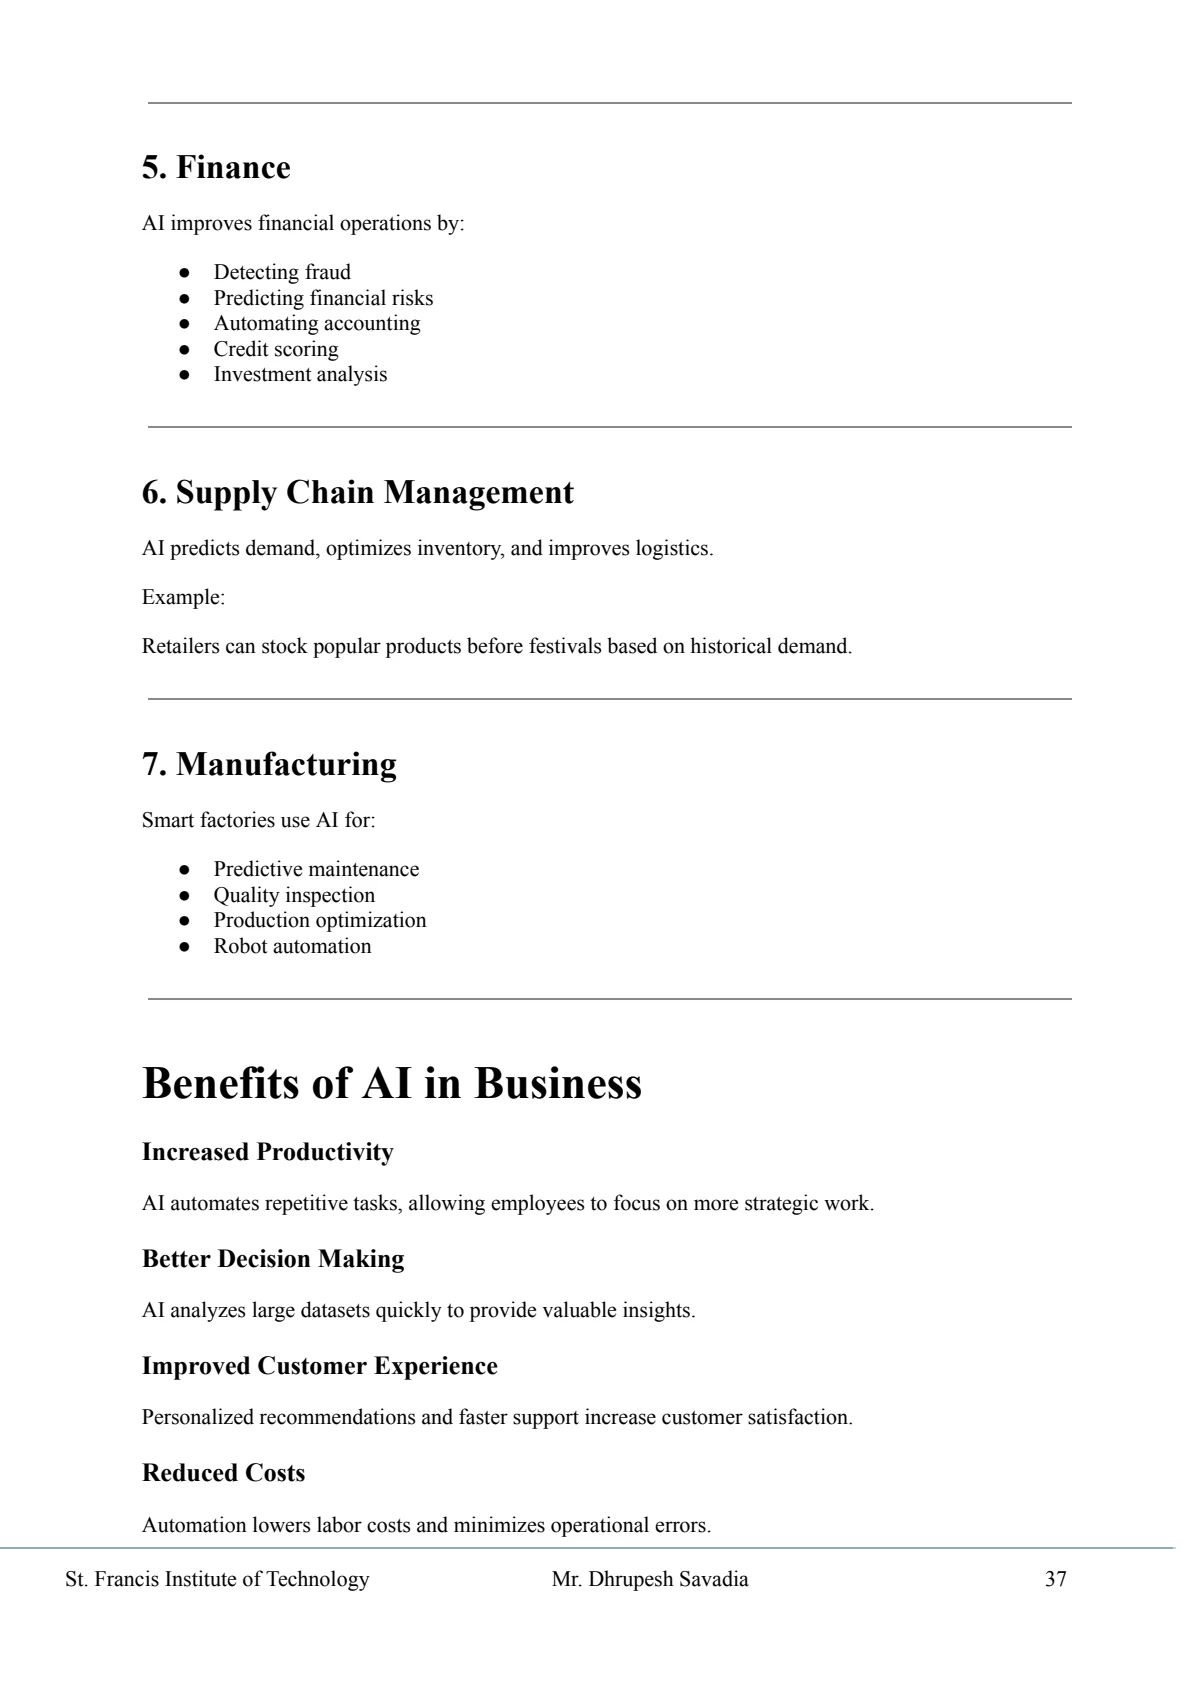 5. Finance
AI improves financial operations by:
● Detecting fraud
● Predicting financial risks
● Automating accounting
● Credit scoring
● Investment analysis
6. Supply Chain Management
AI predicts demand, optimizes inventory, and improves logistics.
Example:
Retailers can stock popular products before festivals based on historical demand.
7. Manufacturing
Smart factories use AI for:
● Predictive maintenance
● Quality inspection
● Production optimization
● Robot automation
Benefits of AI in Business
Increased Productivity
AI automates repetitive tasks, allowing employees to focus on more strategic work.
Better Decision Making
AI analyzes large datasets quickly to provide valuable insights.
Improved Customer Experience
Personalized recommendations and faster support increase customer satisfaction.
Reduced Costs
Automation lowers labor costs and minimizes operational errors.
St. Francis Institute of Technology Mr. Dhrupesh Savadia 37